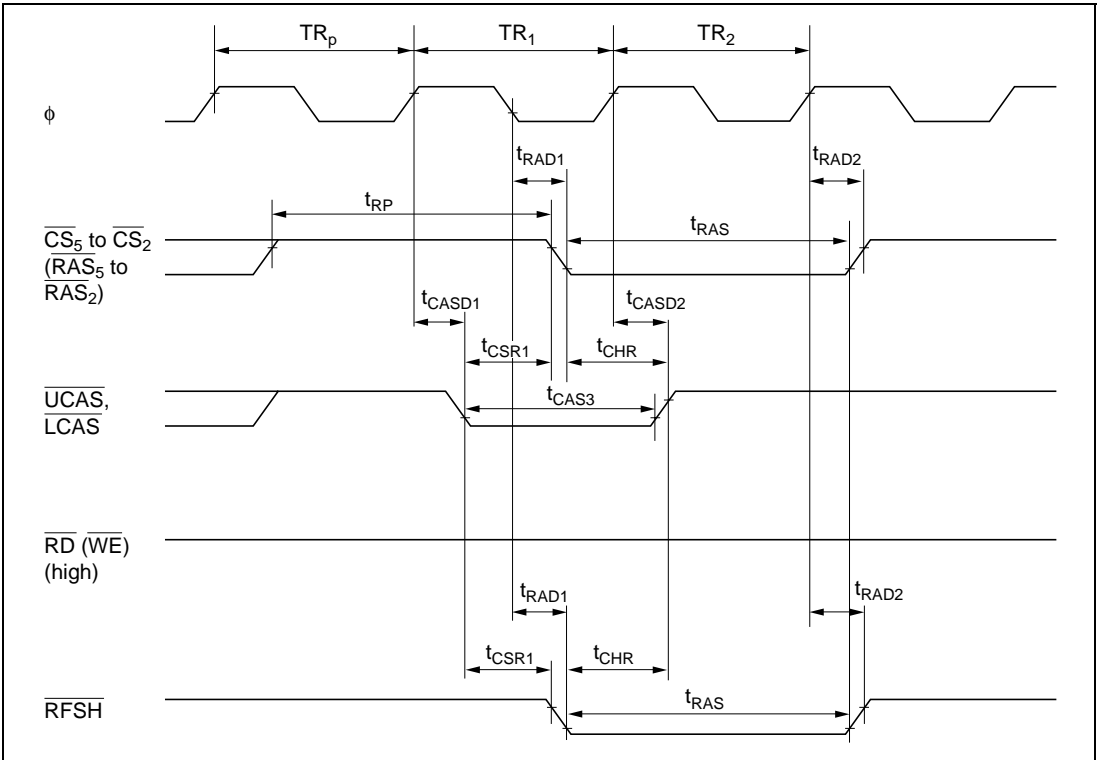 TRp TR1 TR2
φ
tRAD1 tRAD2
tRP
tRAS
CS5 to CS2
(RAS5 to
RAS2)
tCASD1 tCASD2
tCSR1 tCHR
UCAS,
LCAS
tCAS3
RD (WE)
(high)
tRAD1 tRAD2
tCSR1 tCHR
RFSH
tRAS